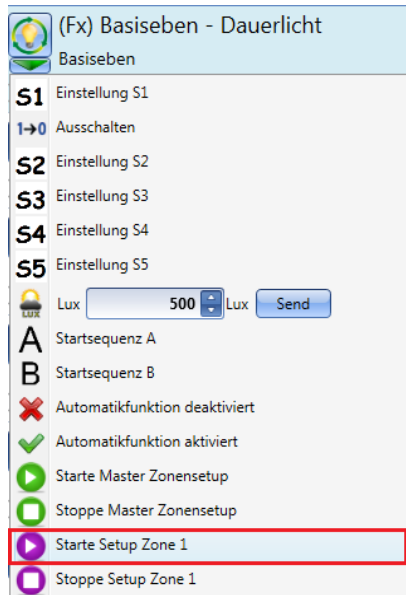 (Fx) Basiseben - Dauerlicht
Basiseben
S1 Einstellung S1
1→0 Ausschalten
S2 Einstellung S2
S3 Einstellung S3
S4 Einstellung S4
S5 Einstellung S5
LUX Lux 500 Lux Send
A Startsequenz A
B Startsequenz B
Automatikfunktion deaktiviert
Automatikfunktion aktiviert
Starte Master Zonensetup
Stoppe Master Zonensetup
Starte Setup Zone 1
Stoppe Setup Zone 1